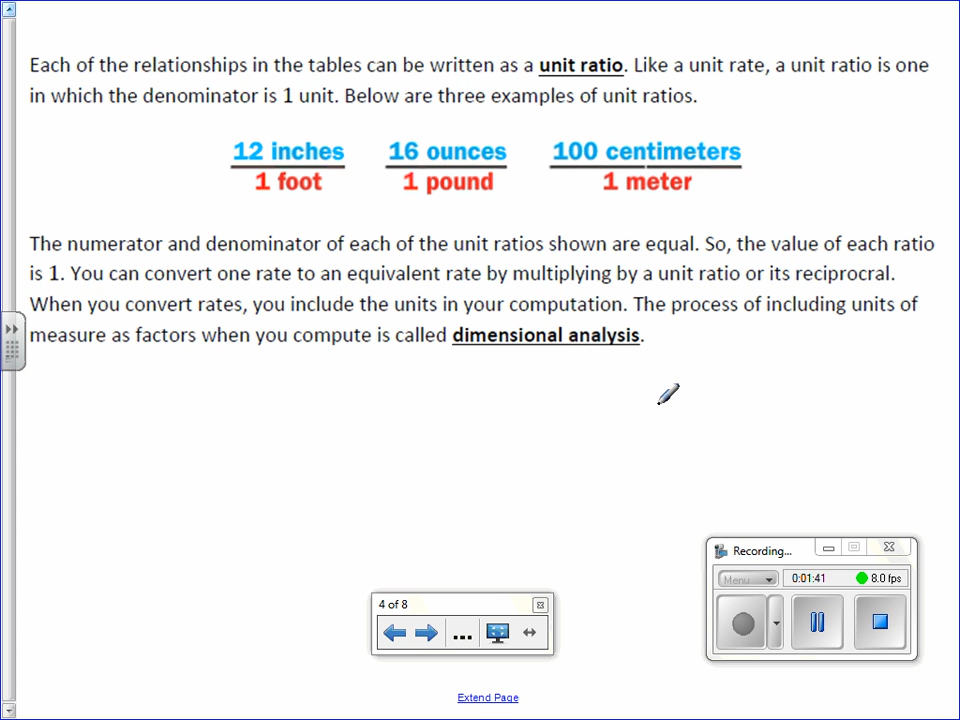 Each of the relationships in the tables can be written as a unit ratio. Like a unit rate, a unit ratio is one
in which the denominator is 1 unit. Below are three examples of unit ratios.
12 inches 16 ounces 100 centimeters
1 foot 1 pound 1 meter
The numerator and denominator of each of the unit ratios shown are equal. So, the value of each ratio
is 1. You can convert one rate to an equivalent rate by multiplying by a unit ratio or its reciprocral.
When you convert rates, you include the units in your computation. The process of including units of
measure as factors when you compute is called dimensional analysis.
Recording...
Menu 0:01:41 8.0 fps
4 of 8
...
Extend Page